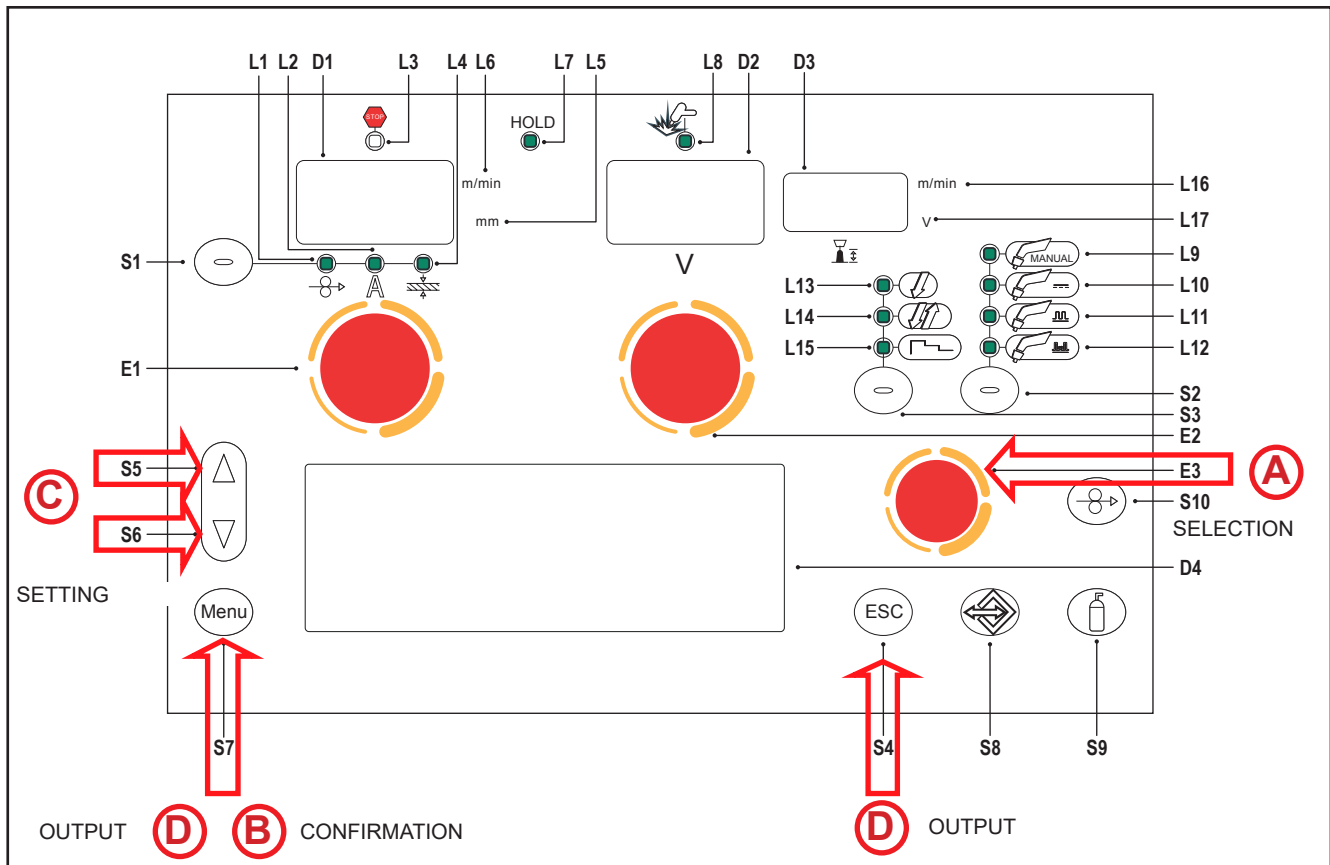 L1 L2 D1 L3 L4 L6 L5 L7 L8 D2 D3
STOP
HOLD
m/min
mm
m/min
V
L16
L17
S1
A
V
MANUAL
L9
L13
L10
L14
L11
L15
L12
E1
S2
S3
E2
S5
C
S6
E3
A
S10
SELECTION
D4
SETTING
Menu
ESC
S7
S4
S8
S9
OUTPUT D B CONFIRMATION
D OUTPUT